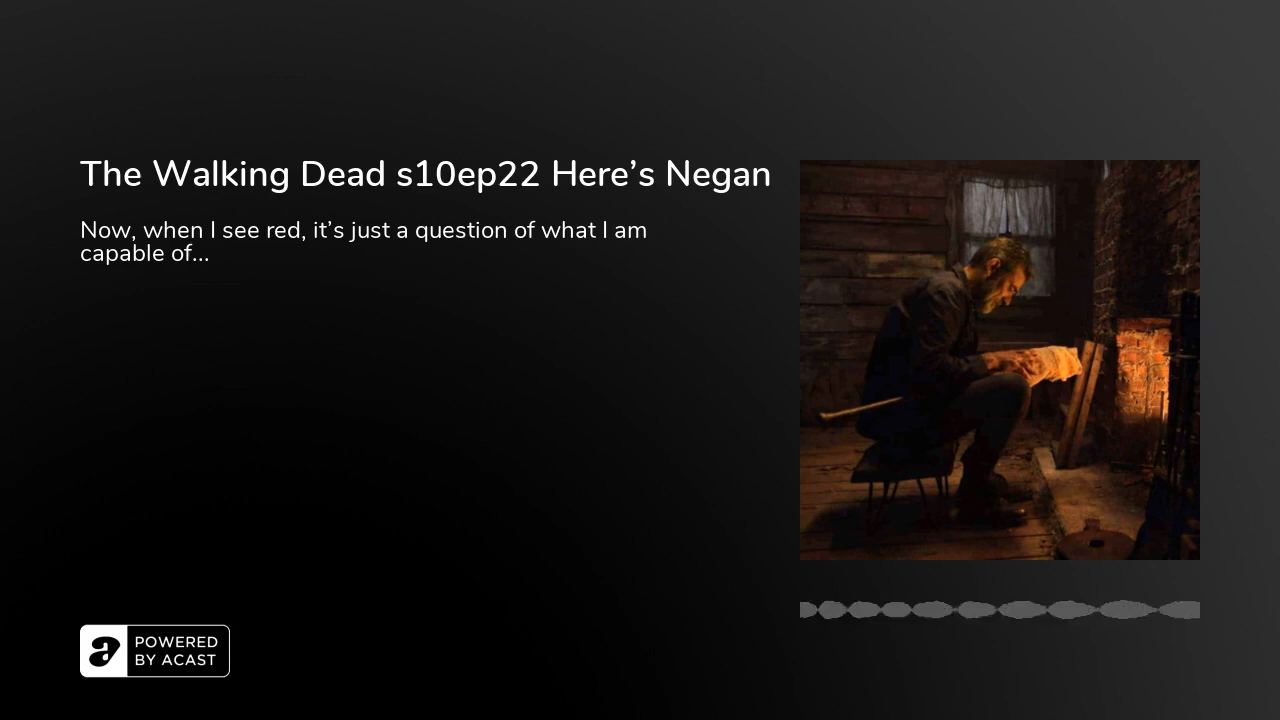 The Walking Dead s10ep22 Here’s Negan
Now, when I see red, it’s just a question of what I am
capable of...
a POWERED
BY ACAST